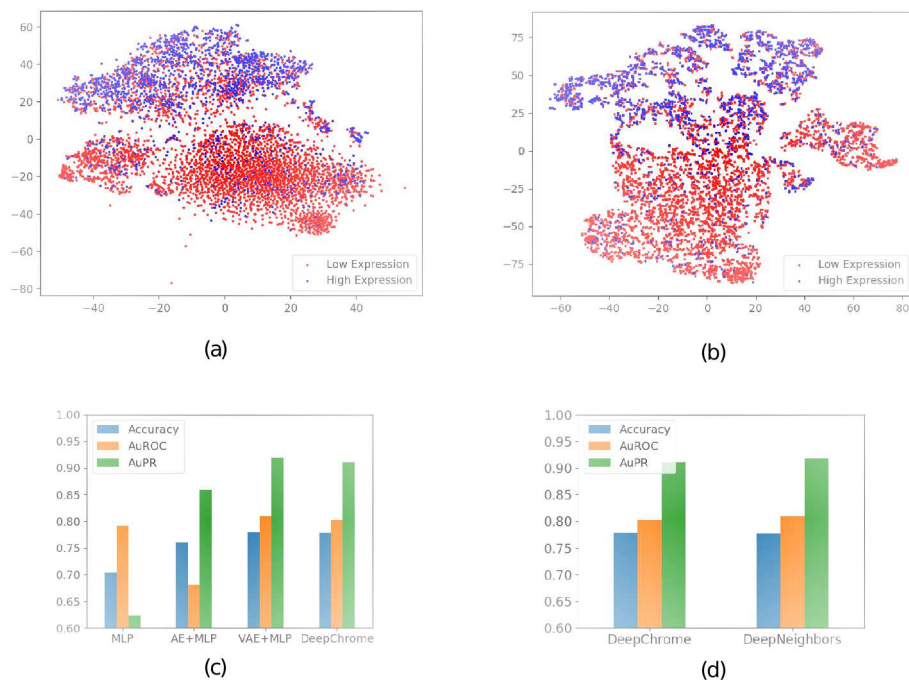 60
40
20
0
−20
−40
−60
−80
−40
−20
0
20
40
Low Expression
High Expression
(a)
75
50
25
0
−25
−50
−75
−60
−40
−20
0
20
40
60
80
Low Expression
High Expression
(b)
1.00
0.95
0.90
0.85
0.80
0.75
0.70
0.65
0.60
Accuracy
AuROC
AuPR
MLP
AE+MLP
VAE+MLP
DeepChrome
(c)
1.00
0.95
0.90
0.85
0.80
0.75
0.70
0.65
0.60
Accuracy
AuROC
AuPR
DeepChrome
DeepNeighbors
(d)